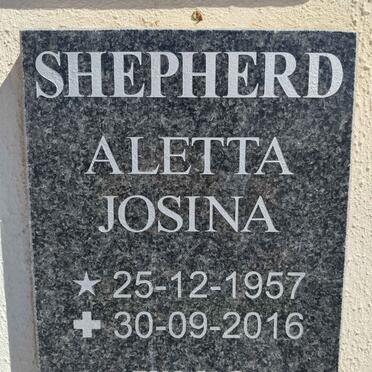 SHEPHERD
ALETTA
JOSINA
★ 25-12-1957
✚ 30-09-2016